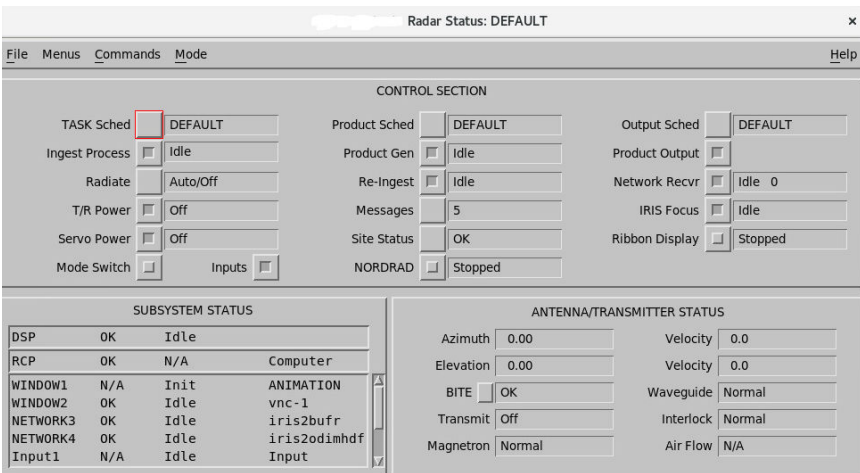 Radar Status: DEFAULT
File Menus Commands Mode Help
CONTROL SECTION
TASK Sched DEFAULT Product Sched DEFAULT Output Sched DEFAULT
Ingest Process Idle Product Gen Idle Product Output
Radiate Auto/Off Re-Ingest Idle Network Recvr Idle 0
T/R Power Off Messages 5 IRIS Focus Idle
Servo Power Off Site Status OK Ribbon Display Stopped
Mode Switch Inputs NORDRAD Stopped
SUBSYSTEM STATUS
DSP OK Idle
RCP OK N/A Computer
WINDOW1 N/A Init ANIMATION
WINDOW2 OK Idle vnc-1
NETWORK3 OK Idle iris2bufr
NETWORK4 OK Idle iris2odimhdf
Input1 N/A Idle Input
ANTENNA/TRANSMITTER STATUS
Azimuth 0.00 Velocity 0.0
Elevation 0.00 Velocity 0.0
BITE OK Waveguide Normal
Transmit Off Interlock Normal
Magnetron Normal Air Flow N/A